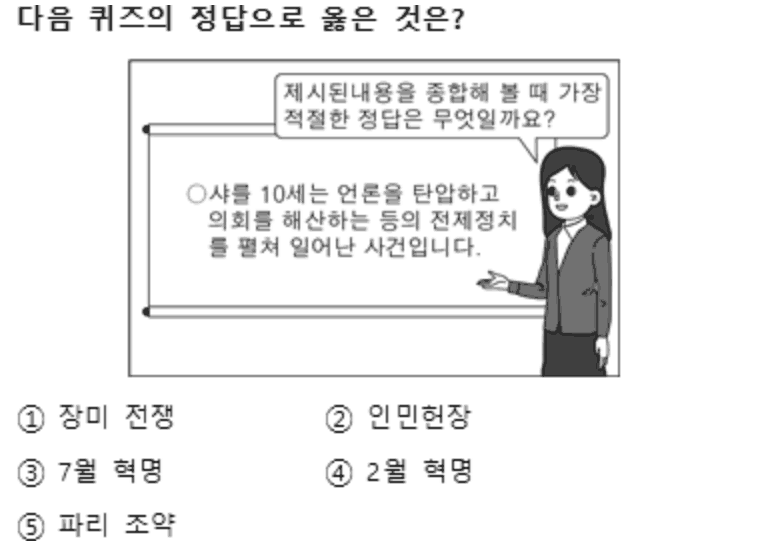 다음 퀴즈의 정답으로 옳은 것은?
제시된내용을 종합해 볼 때 가장
적절한 정답은 무엇일까요?
○샤를 10세는 언론을 탄압하고
의회를 해산하는 등의 전제정치
를 펼쳐 일어난 사건입니다.
① 장미 전쟁 ② 인민헌장
③ 7월 혁명 ④ 2월 혁명
⑤ 파리 조약